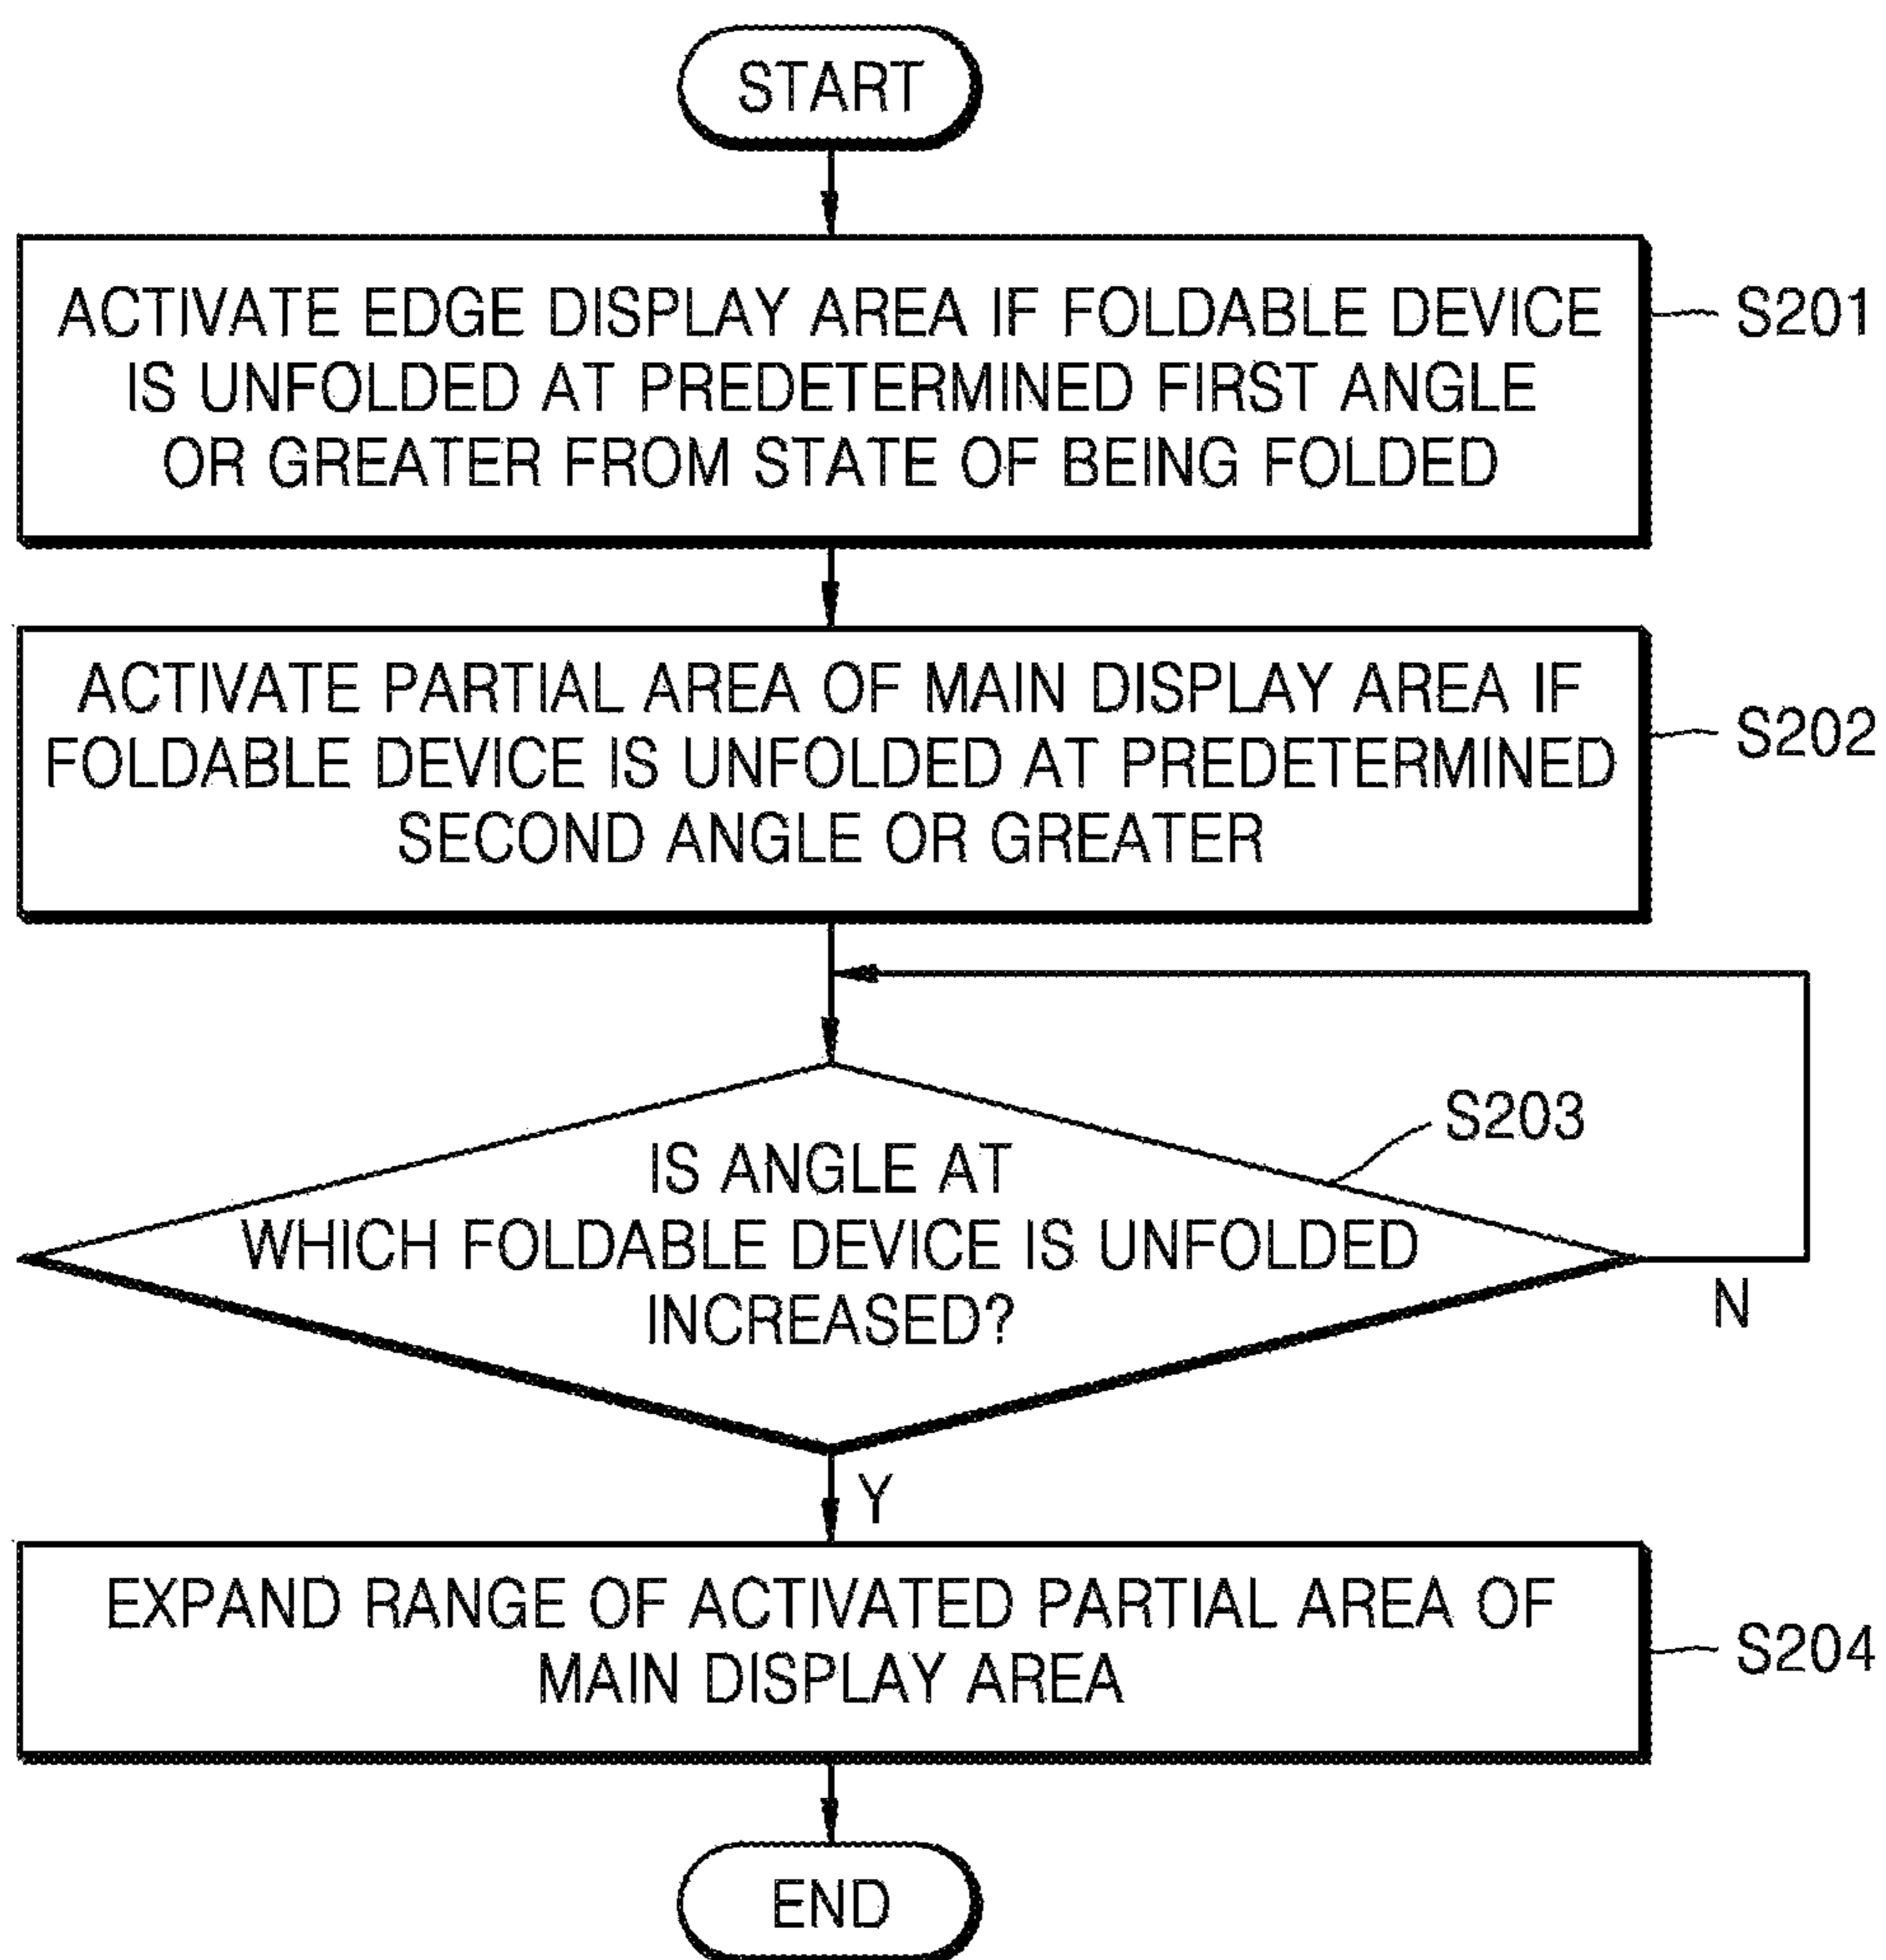 START
ACTIVATE EDGE DISPLAY AREA IF FOLDABLE DEVICE
IS UNFOLDED AT PREDETERMINED FIRST ANGLE
OR GREATER FROM STATE OF BEING FOLDED
S201
ACTIVATE PARTIAL AREA OF MAIN DISPLAY AREA IF
FOLDABLE DEVICE IS UNFOLDED AT PREDETERMINED
SECOND ANGLE OR GREATER
S202
S203
IS ANGLE AT
WHICH FOLDABLE DEVICE IS UNFOLDED
INCREASED?
N
Y
EXPAND RANGE OF ACTIVATED PARTIAL AREA OF
MAIN DISPLAY AREA
S204
END